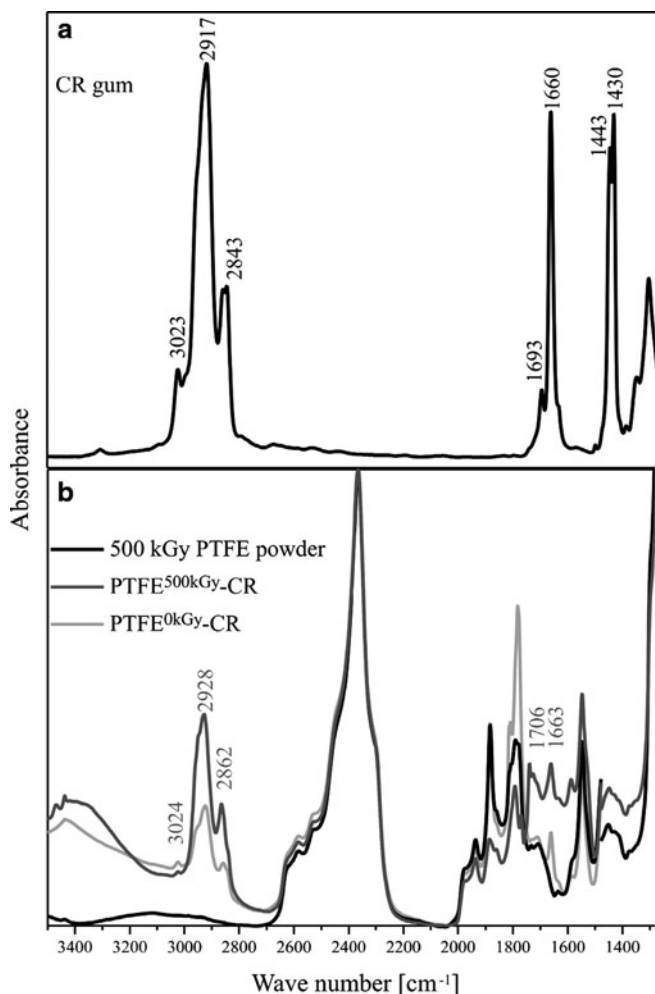 a
2917
CR gum
3023
2843
1693
1660
1443
1430
Absorbance
b
500 kGy PTFE powder
PTFE500kGy-CR
PTFE0kGy-CR
3024
2928
2862
1706
1663
3400 3200 3000 2800 2600 2400 2200 2000 1800 1600 1400
Wave number [cm-1]